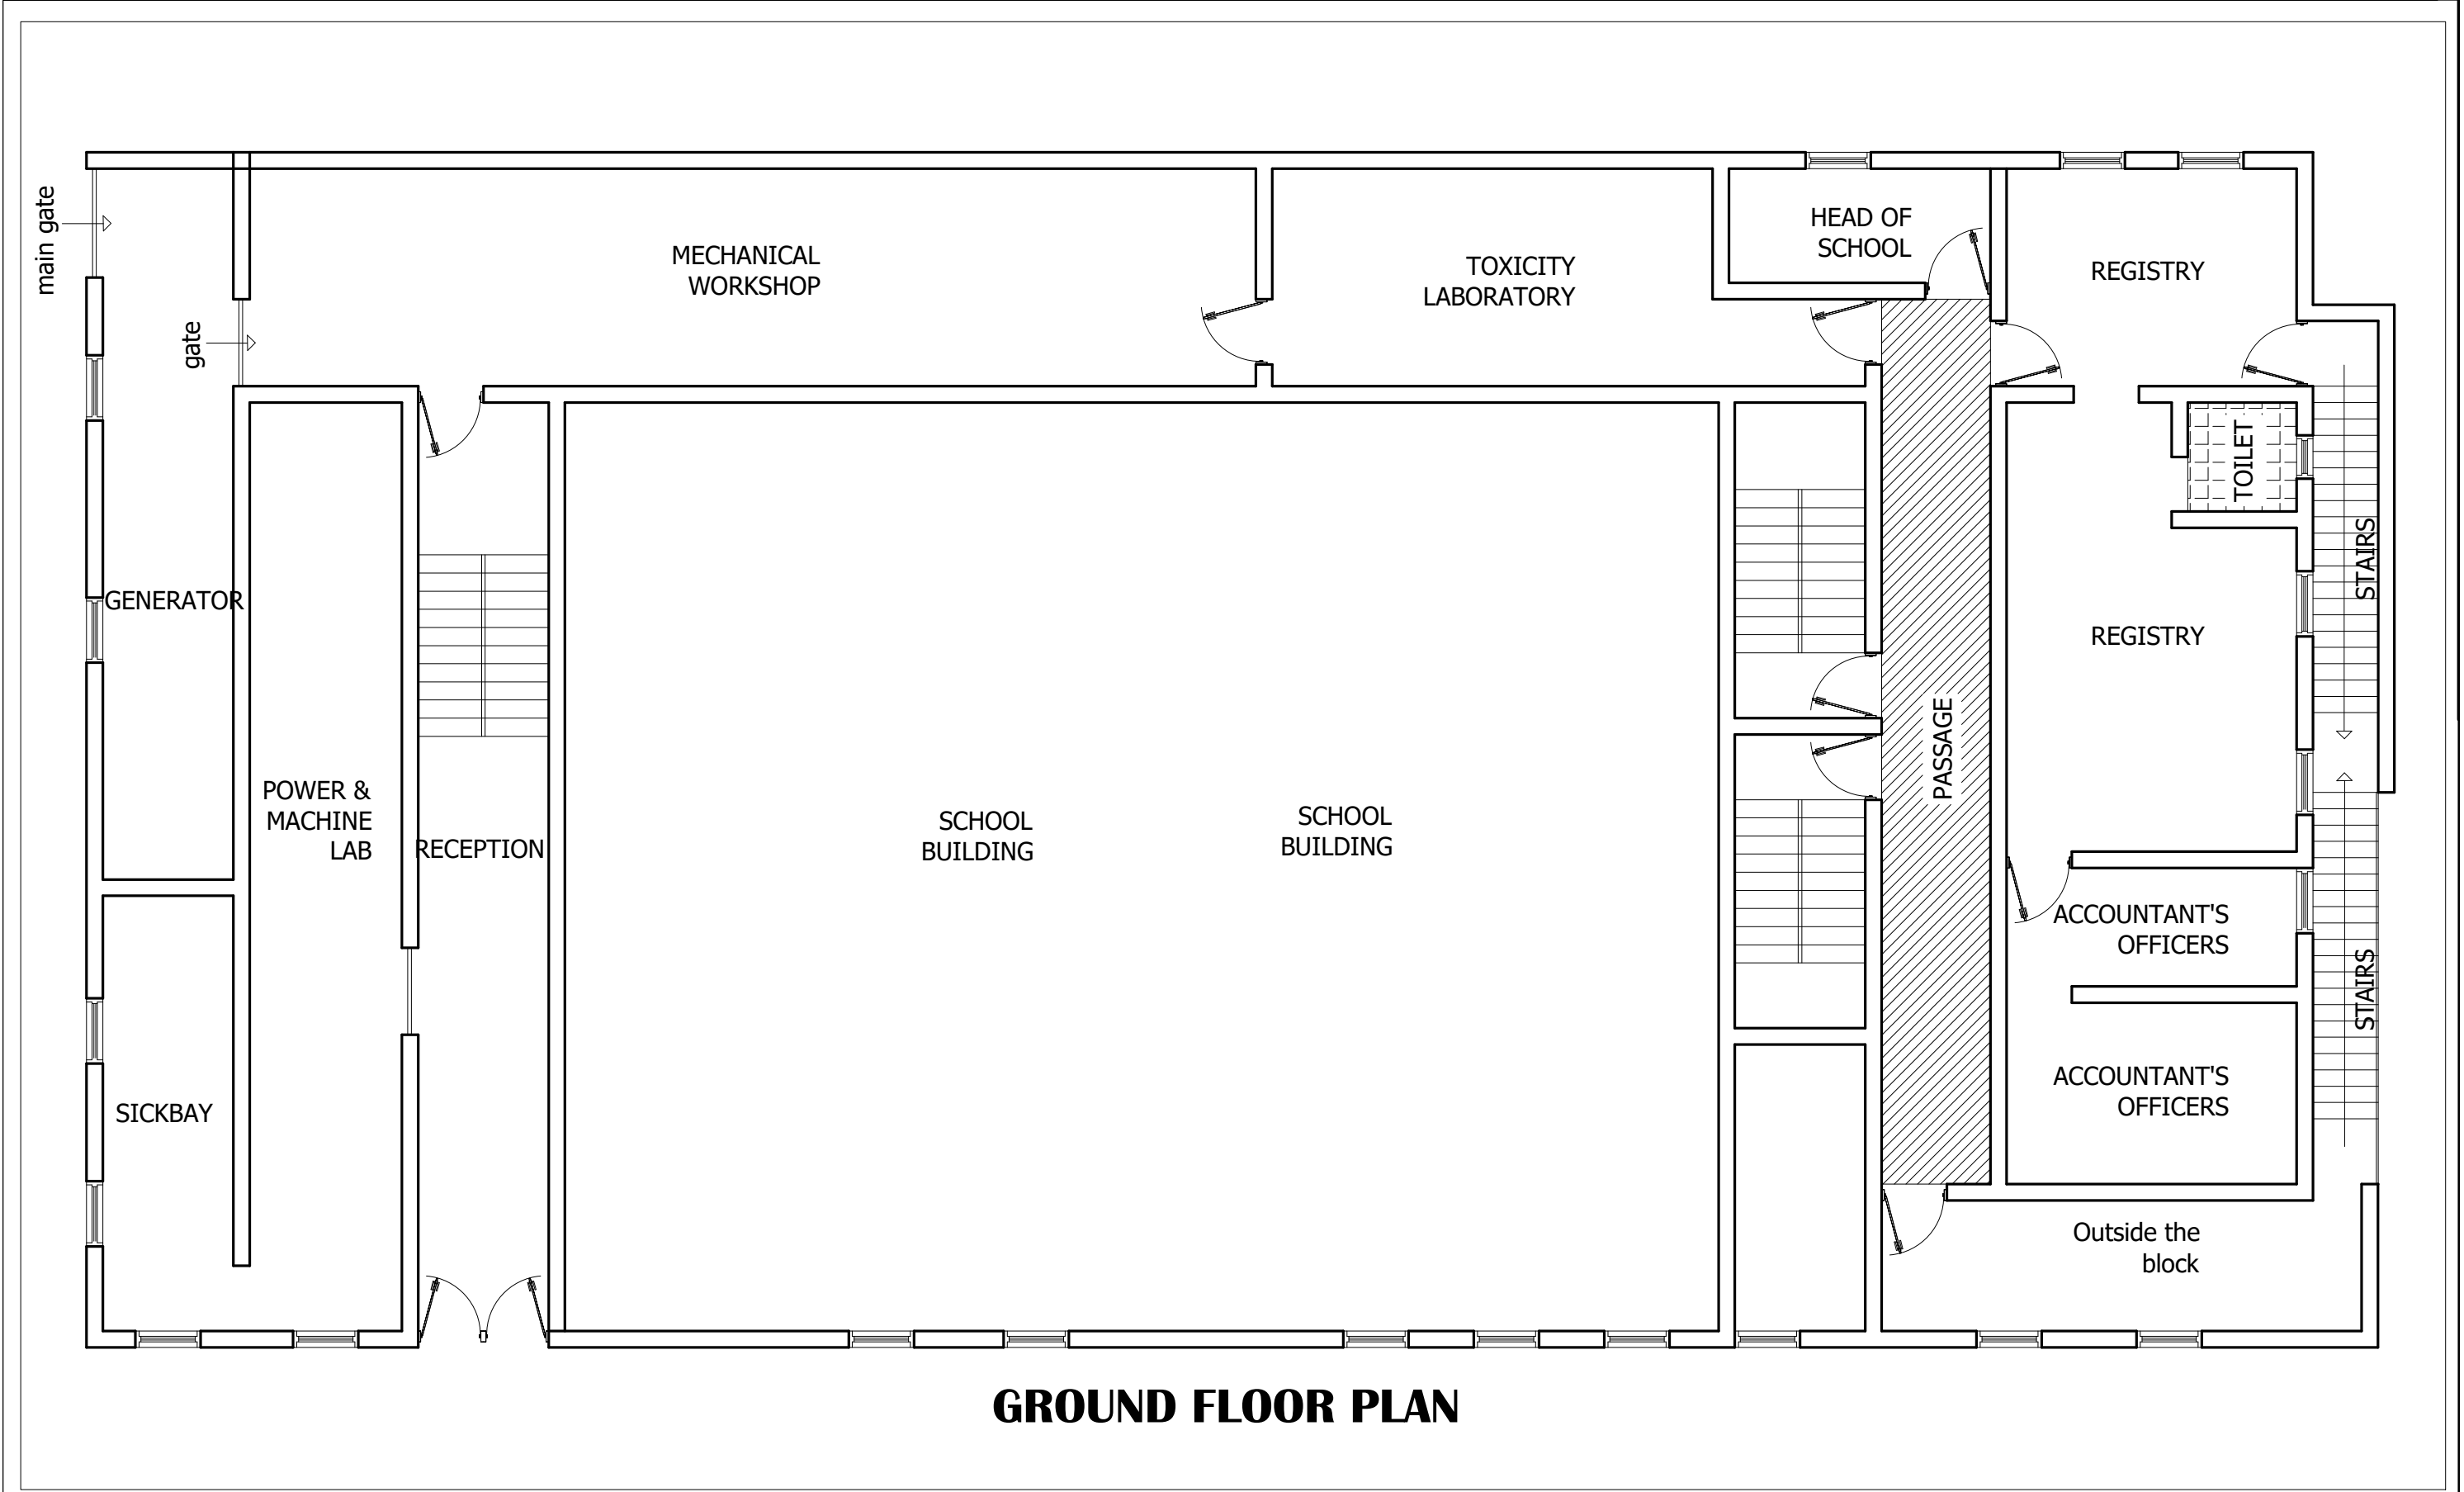 main gate
gate
MECHANICAL
WORKSHOP
TOXICITY
LABORATORY
HEAD OF
SCHOOL
REGISTRY
TOILET
STAIRS
GENERATOR
REGISTRY
PASSAGE
POWER &
MACHINE
LAB
RECEPTION
SCHOOL
BUILDING
SCHOOL
BUILDING
ACCOUNTANT'S
OFFICERS
STAIRS
SICKBAY
ACCOUNTANT'S
OFFICERS
Outside the
block
GROUND FLOOR PLAN